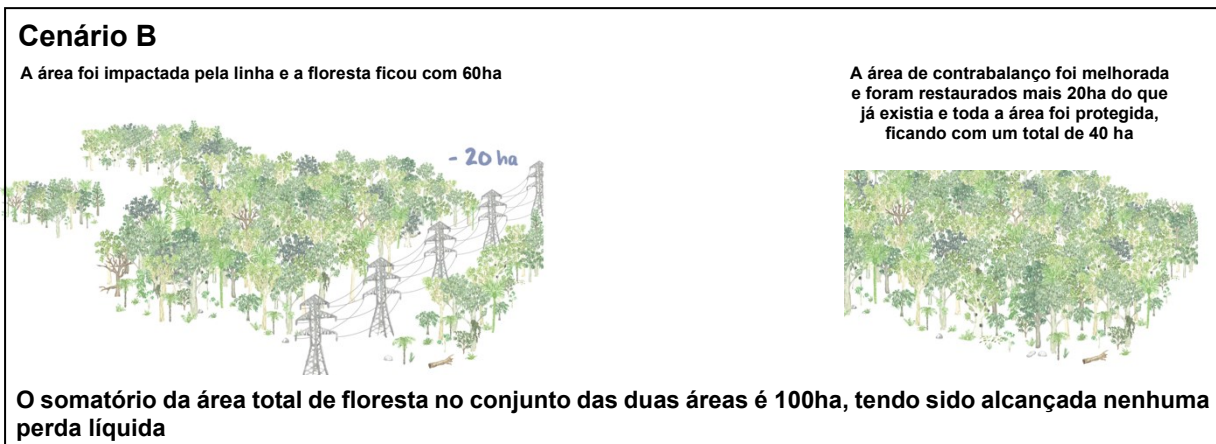 Cenário B
A área foi impactada pela linha e a floresta ficou com 60ha
A área de contrabalanço foi melhorada
e foram restaurados mais 20ha do que
já existia e toda a área foi protegida,
ficando com um total de 40 ha
- 20 ha
O somatório da área total de floresta no conjunto das duas áreas é 100ha, tendo sido alcançada nenhuma
perda líquida